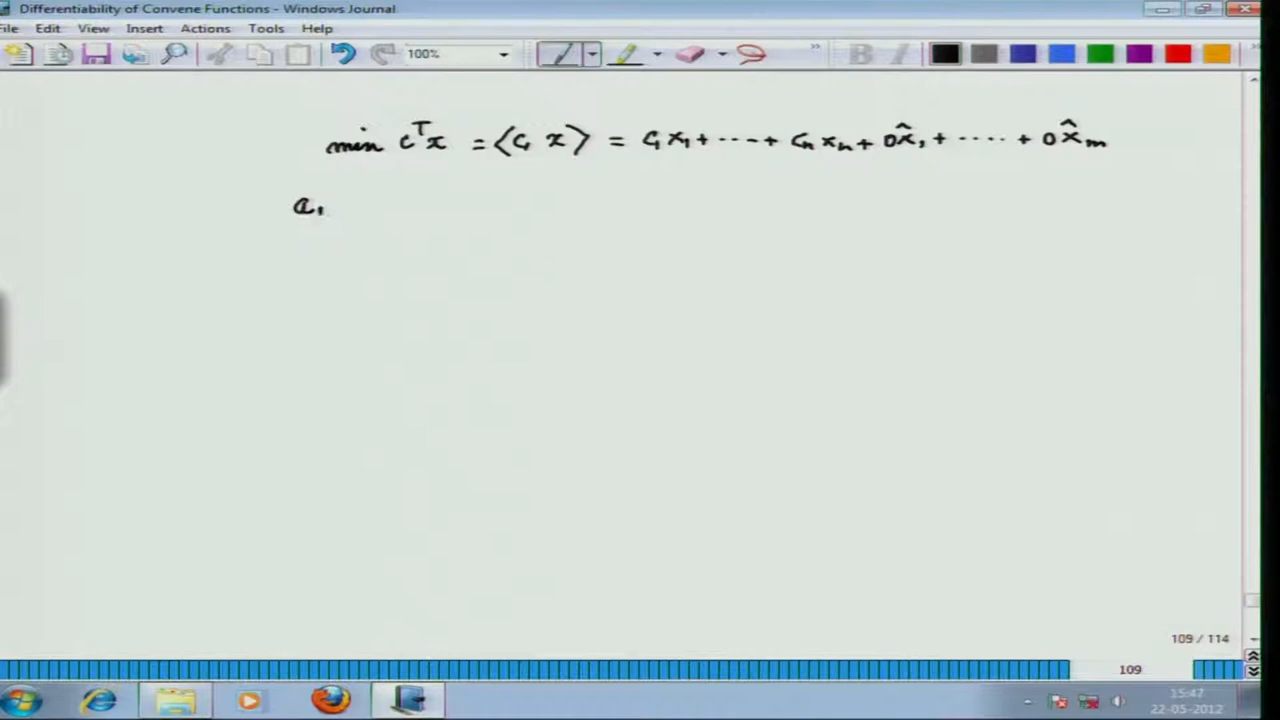 Differentiability of Convene Functions - Windows Journal
File Edit View Insert Actions Tools Help
100%
min cᵀx = ⟨c, x⟩ = c₁x₁ + ---- + cₙxₙ + 0x̂₁ + ..... + 0x̂ₘ
a₁
109 / 114
109
15:47
22-05-2012